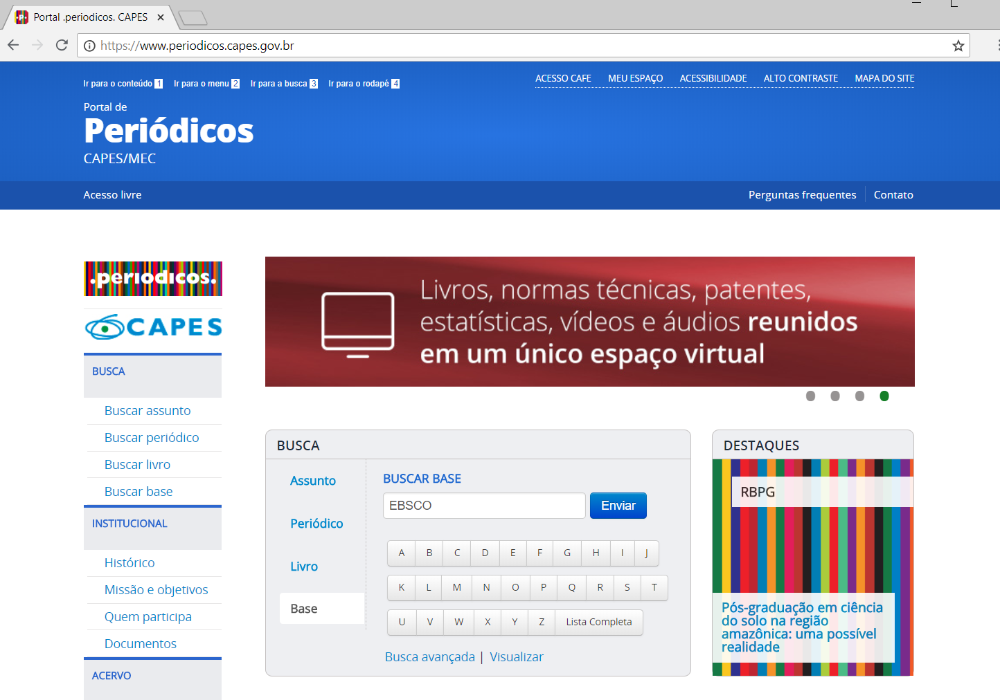 Portal .periodicos. CAPES
https://www.periodicos.capes.gov.br
Ir para o conteúdo 1 Ir para o menu 2 Ir para a busca 3 Ir para o rodapé 4
ACESSO CAFE MEU ESPAÇO ACESSIBILIDADE ALTO CONTRASTE MAPA DO SITE
Portal de
Periódicos
CAPES/MEC
Acesso livre
Perguntas frequentes Contato
.periodicos.
CAPES
BUSCA
Buscar assunto
Buscar periódico
Buscar livro
Buscar base
INSTITUCIONAL
Histórico
Missão e objetivos
Quem participa
Documentos
ACERVO
Livros, normas técnicas, patentes,
estatísticas, vídeos e áudios reunidos
em um único espaço virtual
BUSCA
Assunto
Periódico
Livro
Base
BUSCAR BASE
EBSCO Enviar
A B C D E F G H I J
K L M N O P Q R S T
U V W X Y Z Lista Completa
Busca avançada | Visualizar
DESTAQUES
RBPG
Pós-graduação em ciência
do solo na região
amazônica: uma possível
realidade